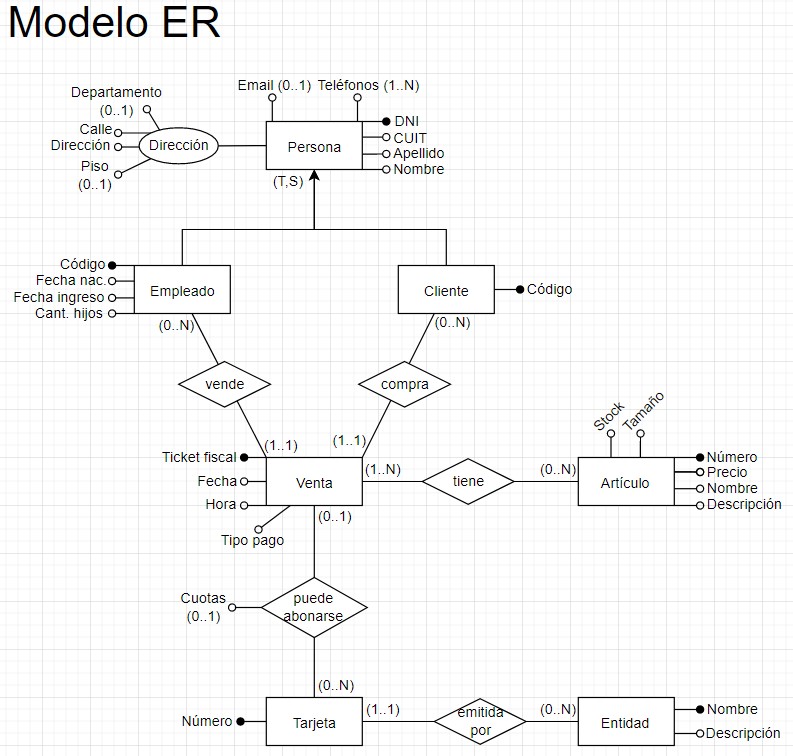 Modelo ER
Email (0..1) Teléfonos (1..N)
Departamento
(0..1)
Calle
Dirección
Piso
(0..1)
Dirección
Persona
DNI
CUIT
Apellido
Nombre
(T,S)
Código
Fecha nac.
Fecha ingreso
Cant. hijos
Empleado
(0..N)
Cliente
Código
(0..N)
vende
compra
(1..1)
(1..1)
Ticket fiscal
Fecha
Hora
Tipo pago
Venta
(1..N)
(0..1)
tiene
(0..N)
Stock
Tamaño
Artículo
Número
Precio
Nombre
Descripción
Cuotas
(0..1)
puede
abonarse
(0..N)
Número
Tarjeta
(1..1)
emitida
por
(0..N)
Entidad
Nombre
Descripción